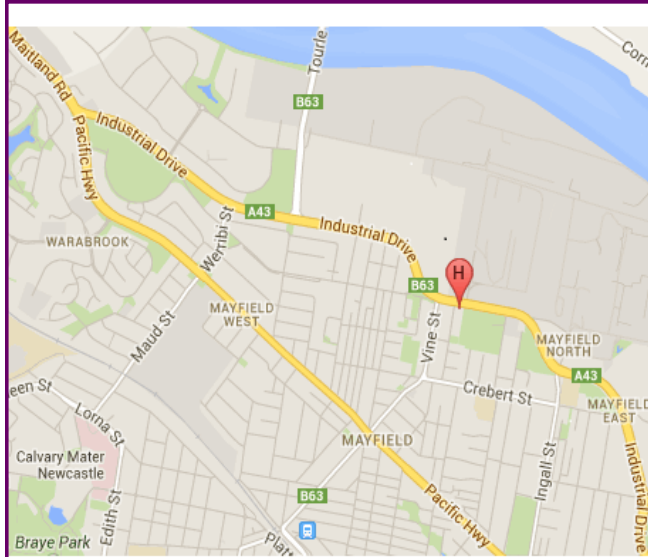 Maitland Rd
Pacific Hwy
Industrial Drive
Tourle
B63
A43
Industrial Drive
WARABROOK
Werribi St
Maud St
MAYFIELD
WEST
B63
H
Vine St
MAYFIELD
NORTH
A43
Crebert St
MAYFIELD
EAST
een St
Lorna St
MAYFIELD
Calvary Mater
Newcastle
Edith St
B63
Pacific Hwy
Ingall St
Industrial Drive
Braye Park
Platt
Corm